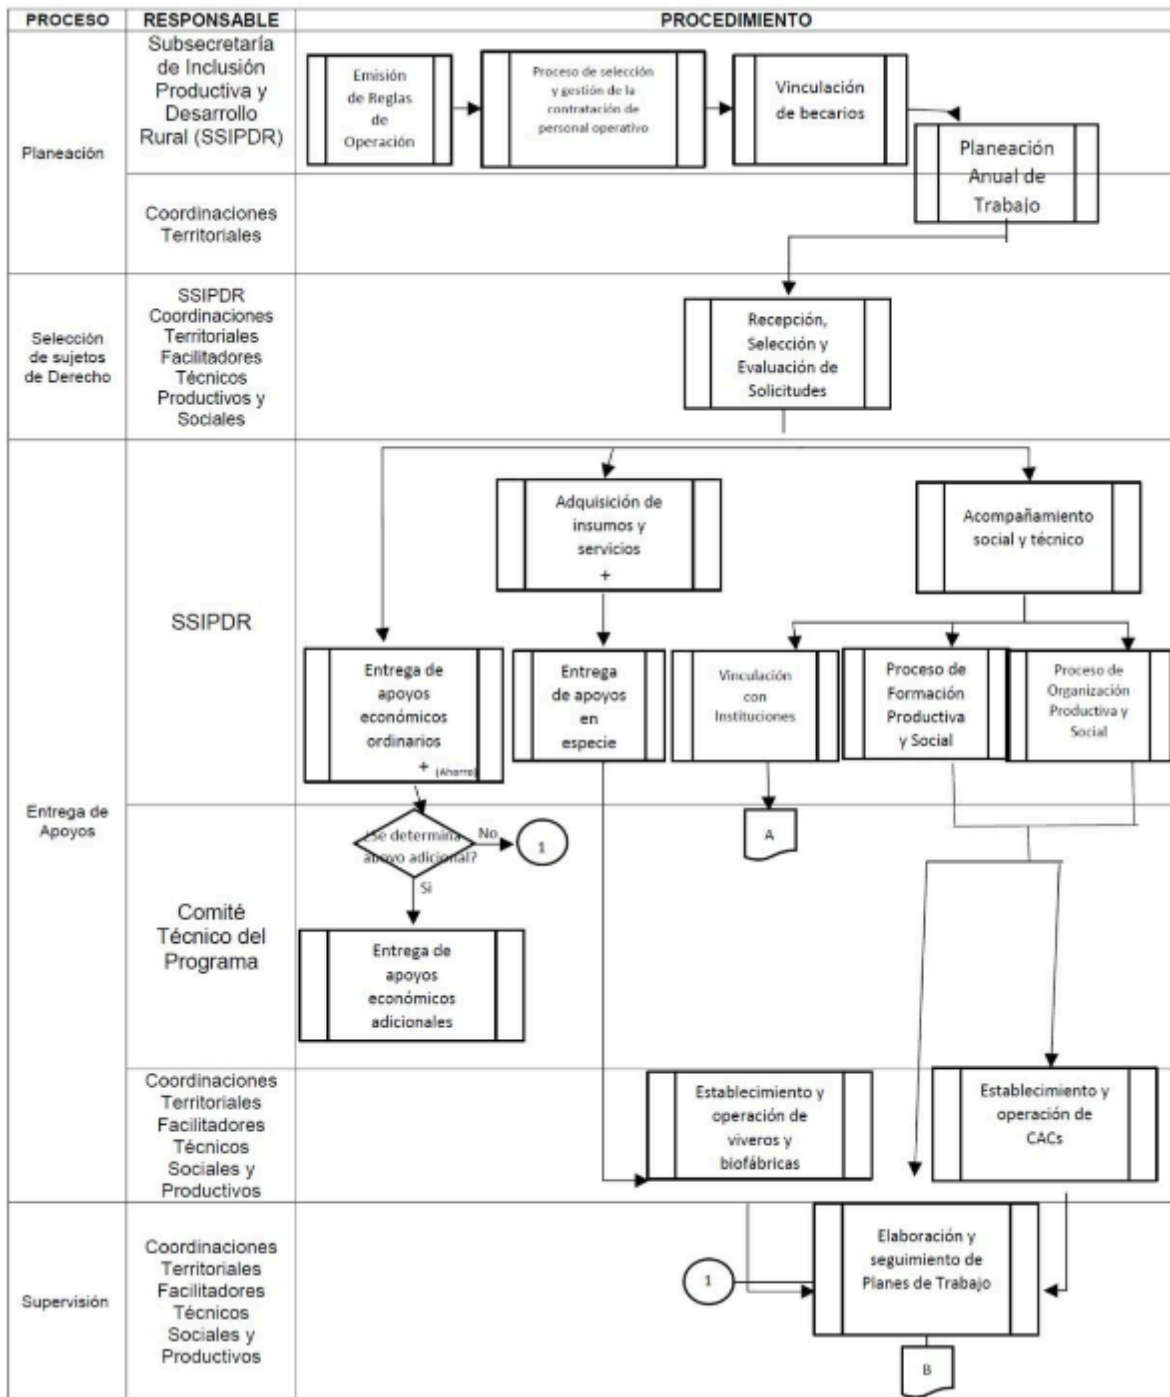 PROCESO
RESPONSABLE
PROCEDIMIENTO
Planeación
Subsecretaría
de Inclusión
Productiva y
Desarrollo
Rural (SSIPDR)
Emisión
de Reglas
de
Operación
Proceso de selección
y gestión de la
contratación de
personal operativo
Vinculación
de becarios
Planeación
Anual de
Trabajo
Coordinaciones
Territoriales
Selección
de sujetos
de Derecho
SSIPDR
Coordinaciones
Territoriales
Facilitadores
Técnicos
Productivos y
Sociales
Recepción,
Selección y
Evaluación de
Solicitudes
Entrega de
Apoyos
SSIPDR
Adquisición de
insumos y
servicios
+
Acompañamiento
social y técnico
Entrega de
apoyos
económicos
ordinarios
+ (Ahorro)
Entrega
de apoyos
en
especie
Vinculación
con
Instituciones
Proceso de
Formación
Productiva
y Social
Proceso de
Organización
Productiva y
Social
Comité
Técnico del
Programa
¿Se determina
apoyo adicional?
No
1
Si
A
Entrega de
apoyos
económicos
adicionales
Coordinaciones
Territoriales
Facilitadores
Técnicos
Sociales y
Productivos
Establecimiento y
operación de
viveros y
biofábricas
Establecimiento y
operación de
CACs
Supervisión
Coordinaciones
Territoriales
Facilitadores
Técnicos
Sociales y
Productivos
1
Elaboración y
seguimiento de
Planes de Trabajo
B